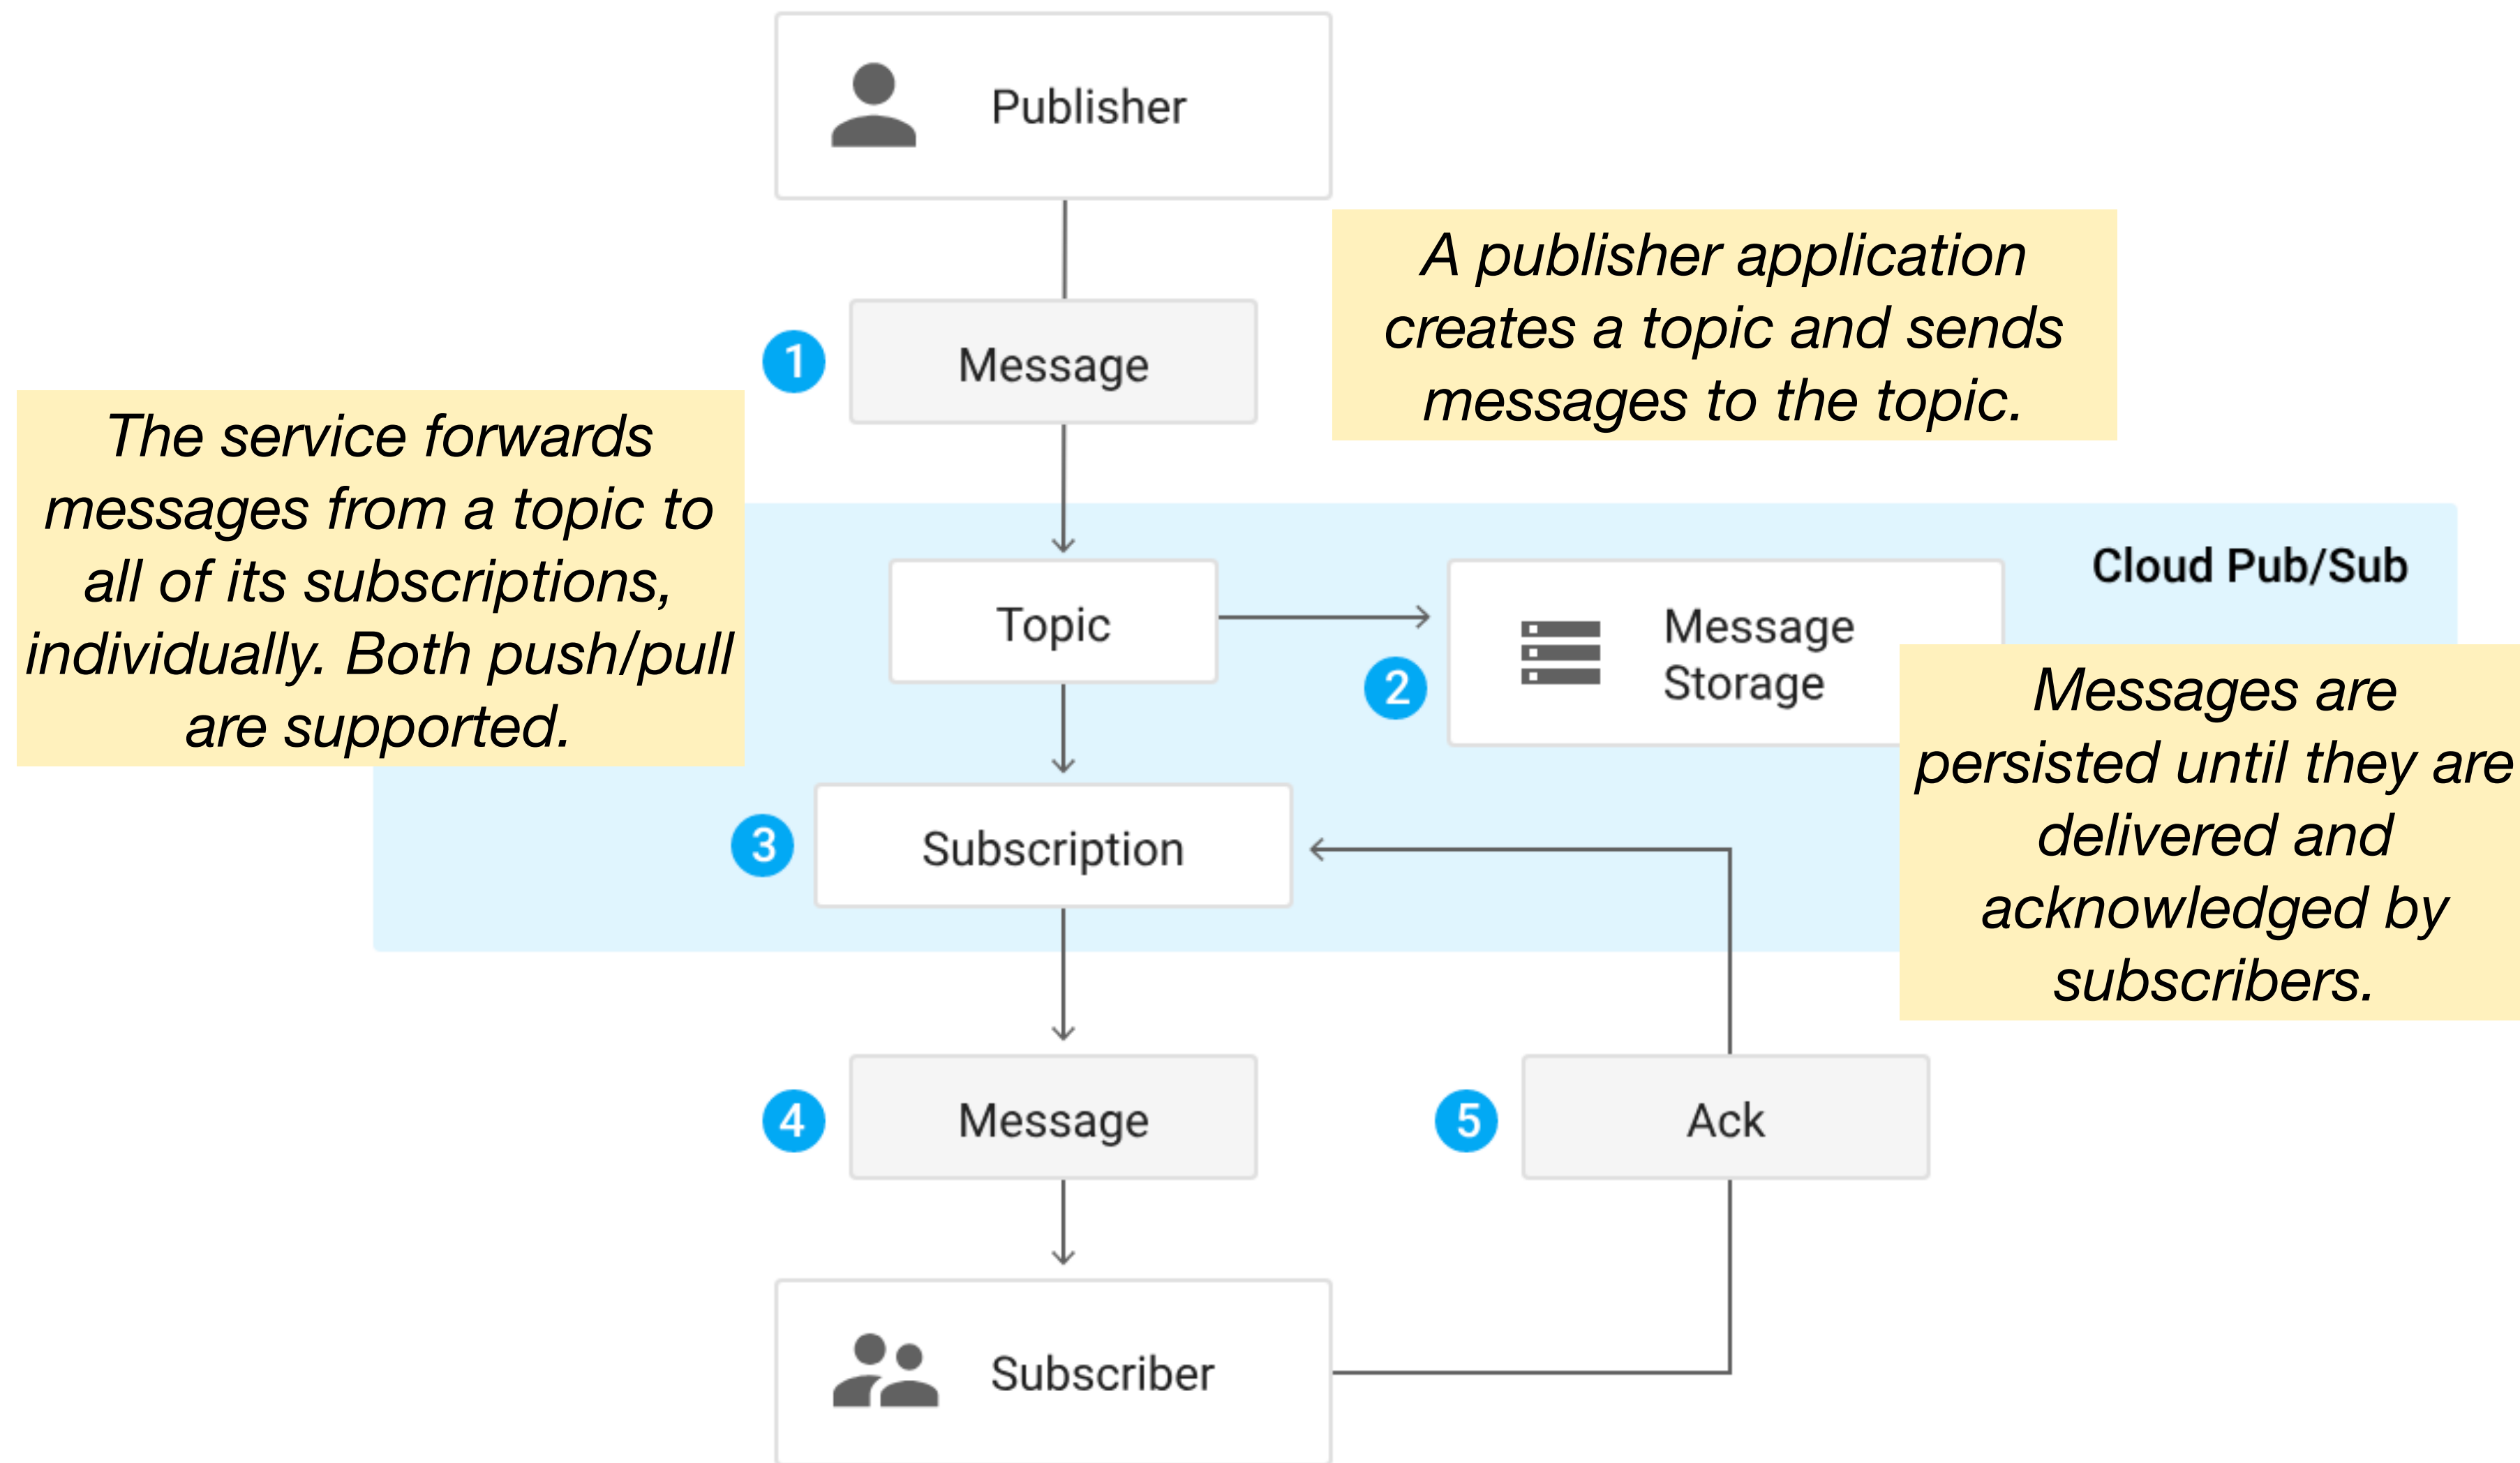 Publisher
A publisher application
creates a topic and sends
messages to the topic.
1
Message
The service forwards
messages from a topic to
all of its subscriptions,
individually. Both push/pull
are supported.
Cloud Pub/Sub
Topic
2
Message
Storage
Messages are
persisted until they are
delivered and
acknowledged by
subscribers.
3
Subscription
4
Message
5
Ack
Subscriber